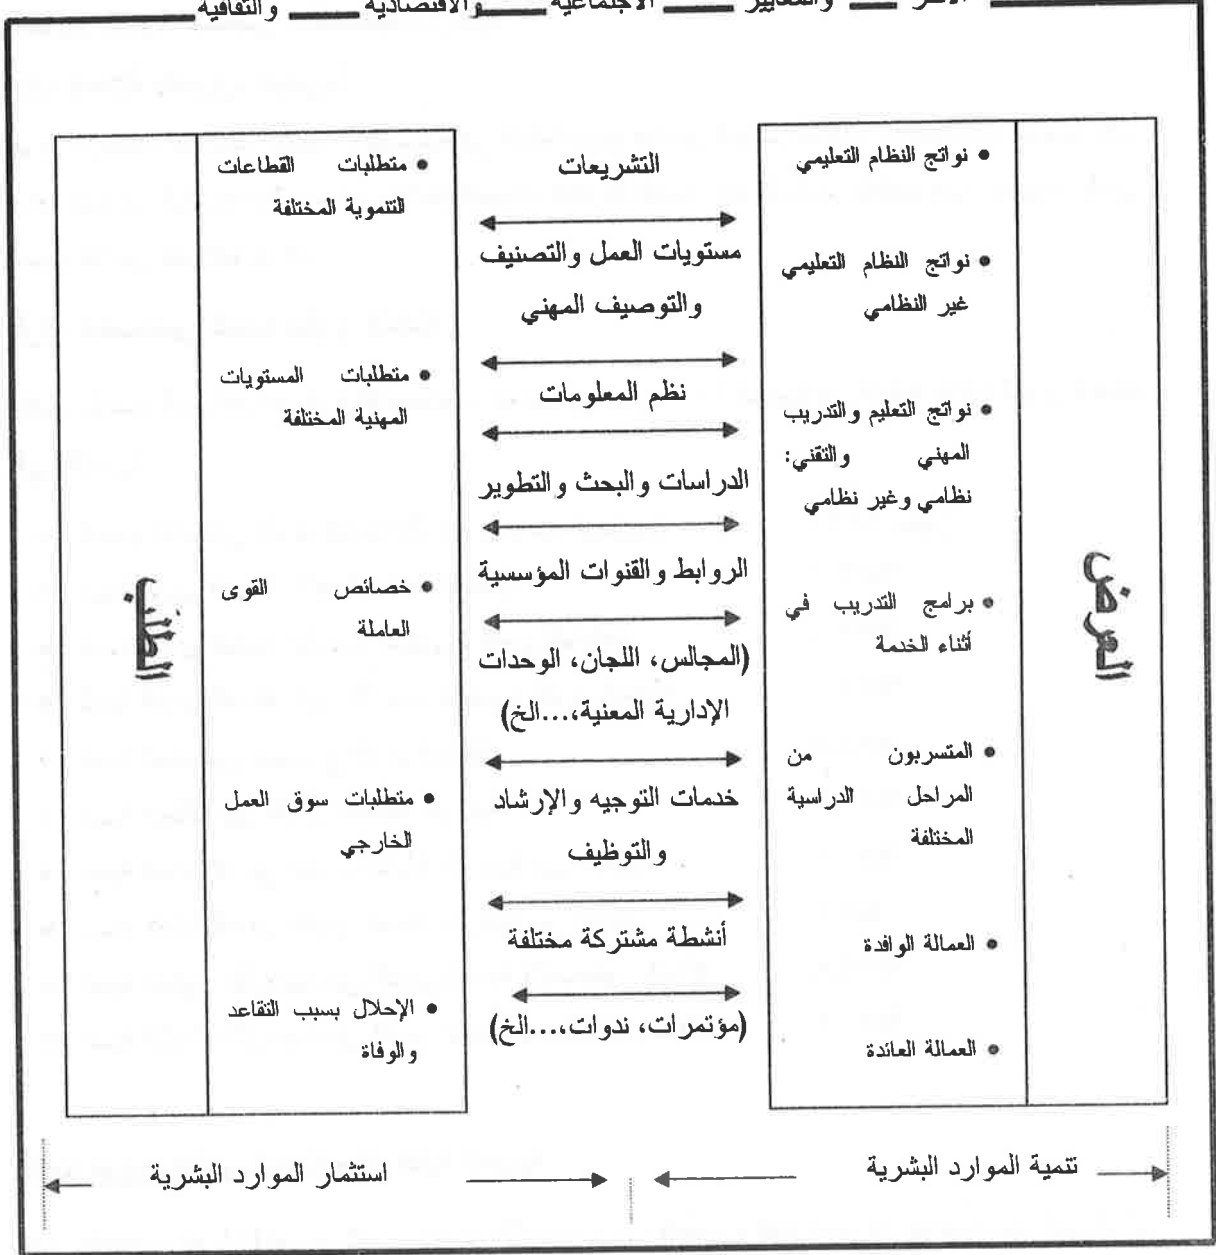 الأسر والمعايير الاجتماعية والاقتصادية والثقافية
العرض
• نواتج النظام التعليمي
• نواتج النظام التعليمي
غير النظامي
• نواتج التعليم والتدريب
المهني والتقني:
نظامي وغير نظامي
• برامج التدريب في
أثناء الخدمة
• المتسربون من
المراحل الدراسية
المختلفة
• العمالة الوافدة
• العمالة العائدة
التشريعات
مستويات العمل والتصنيف
والتوصيف المهني
نظم المعلومات
الدراسات والبحث والتطوير
الروابط والقنوات المؤسسية
(المجالس، اللجان، الوحدات
الإدارية المعنية،...الخ)
خدمات التوجيه والإرشاد
والتوظيف
أنشطة مشتركة مختلفة
(مؤتمرات، ندوات،...الخ)
• متطلبات القطاعات
التنموية المختلفة
• متطلبات المستويات
المهنية المختلفة
• خصائص القوى
العاملة
• متطلبات سوق العمل
الخارجي
• الإحلال بسبب التقاعد
والوفاة
الطلب
تنمية الموارد البشرية
استثمار الموارد البشرية